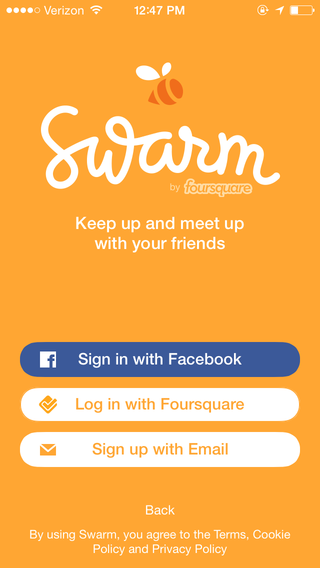 Verizon 12:47 PM
Swarm
by foursquare
Keep up and meet up
with your friends
Sign in with Facebook
Log in with Foursquare
Sign up with Email
Back
By using Swarm, you agree to the Terms, Cookie
Policy and Privacy Policy